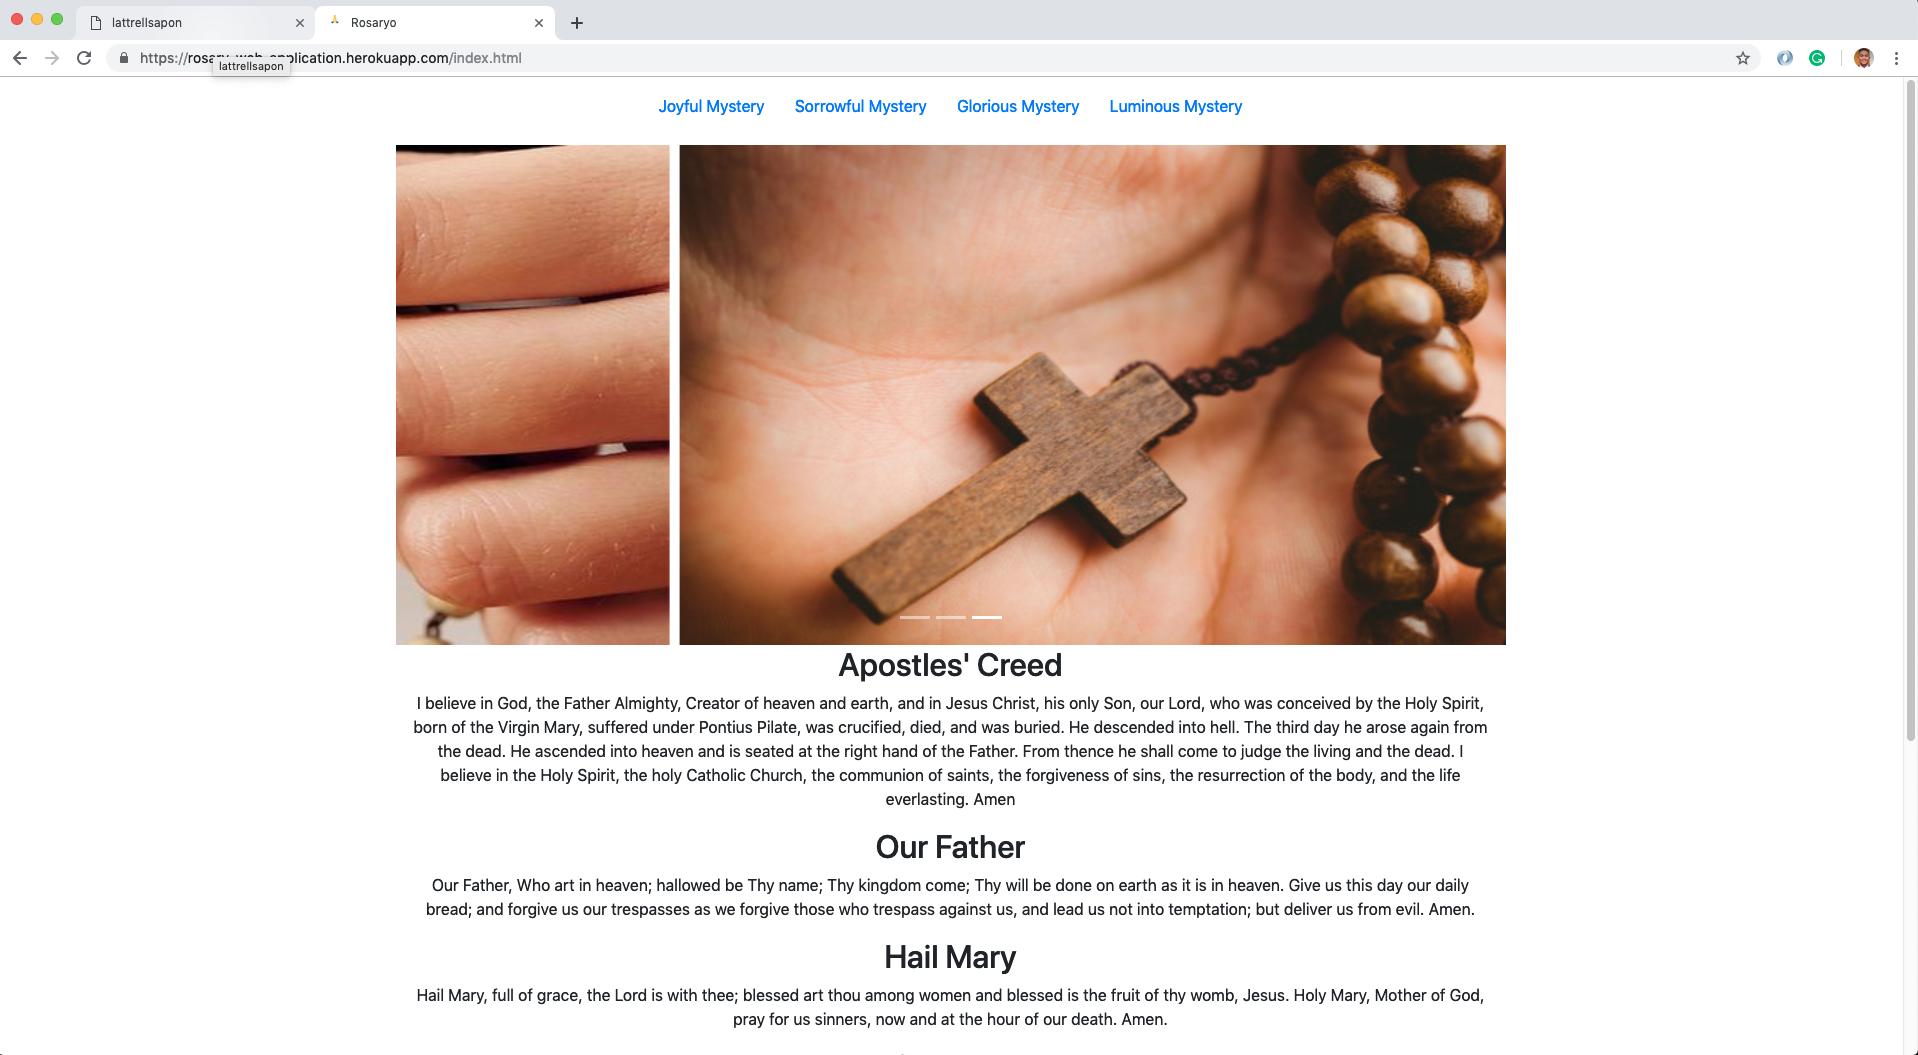 lattrellsapon
Rosaryo
https://rosary-web-application.herokuapp.com/index.html
lattrellsapon
Joyful Mystery Sorrowful Mystery Glorious Mystery Luminous Mystery
Apostles' Creed
I believe in God, the Father Almighty, Creator of heaven and earth, and in Jesus Christ, his only Son, our Lord, who was conceived by the Holy Spirit,
born of the Virgin Mary, suffered under Pontius Pilate, was crucified, died, and was buried. He descended into hell. The third day he arose again from
the dead. He ascended into heaven and is seated at the right hand of the Father. From thence he shall come to judge the living and the dead. I
believe in the Holy Spirit, the holy Catholic Church, the communion of saints, the forgiveness of sins, the resurrection of the body, and the life
everlasting. Amen
Our Father
Our Father, Who art in heaven; hallowed be Thy name; Thy kingdom come; Thy will be done on earth as it is in heaven. Give us this day our daily
bread; and forgive us our trespasses as we forgive those who trespass against us, and lead us not into temptation; but deliver us from evil. Amen.
Hail Mary
Hail Mary, full of grace, the Lord is with thee; blessed art thou among women and blessed is the fruit of thy womb, Jesus. Holy Mary, Mother of God,
pray for us sinners, now and at the hour of our death. Amen.